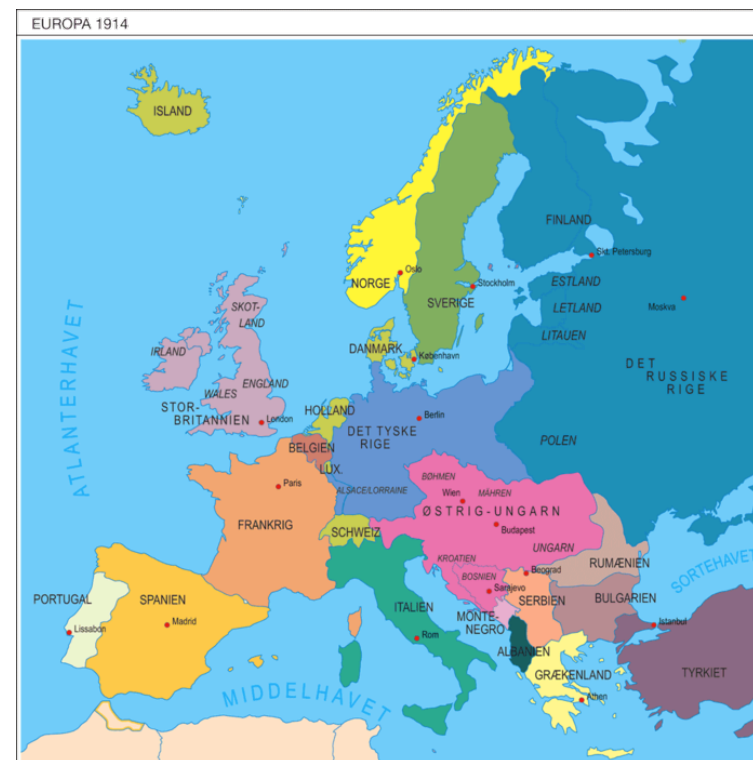 EUROPA 1914
ISLAND
FINLAND
Skt. Petersburg
NORGE
Oslo
SVERIGE
Stockholm
ESTLAND
LETLAND
LITAUEN
Moskva
DET
RUSSISKE
RIGE
SKOT-
LAND
IRLAND
WALES
ENGLAND
STOR-
BRITANNIEN
London
DANMARK
København
ATLANTERHAVET
HOLLAND
BELGIEN
LUX.
DET TYSKE
RIGE
Berlin
POLEN
ALSACE/LORRAINE
Paris
FRANKRIG
SCHWEIZ
BØHMEN
MÄHREN
Wien
ØSTRIG-UNGARN
Budapest
UNGARN
KROATIEN
BOSNIEN
Sarajevo
Beograd
RUMÆNIEN
SERBIEN
BULGARIEN
SORTEHAVET
MONTE-
NEGRO
ALBANIEN
GRÆKENLAND
Athen
Istanbul
TYRKIET
ITALIEN
Rom
PORTUGAL
Lissabon
SPANIEN
Madrid
MIDDELHAVET